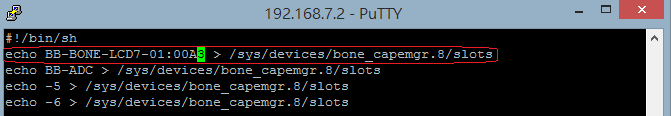 192.168.7.2 - PuTTY
#!/bin/sh
echo BB-BONE-LCD7-01:00A3 > /sys/devices/bone_capemgr.8/slots
echo BB-ADC > /sys/devices/bone_capemgr.8/slots
echo -5 > /sys/devices/bone_capemgr.8/slots
echo -6 > /sys/devices/bone_capemgr.8/slots